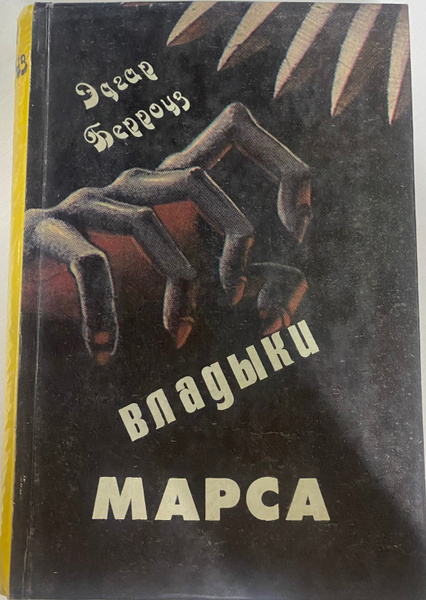 Эдгар
Берроуз
владыки
МАРСА